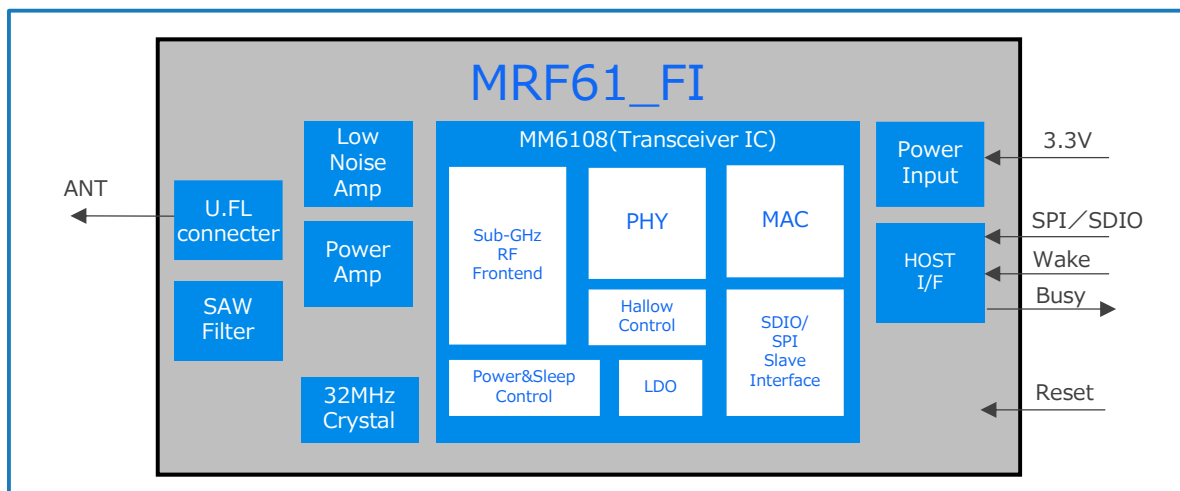 MRF61_FI
ANT
U.FL
connecter
SAW
Filter
Low
Noise
Amp
Power
Amp
32MHz
Crystal
MM6108(Transceiver IC)
Sub-GHz
RF
Frontend
PHY
MAC
Hallow
Control
SDIO/
SPI
Slave
Interface
Power&Sleep
Control
LDO
Power
Input
HOST
I/F
3.3V
SPI／SDIO
Wake
Busy
Reset